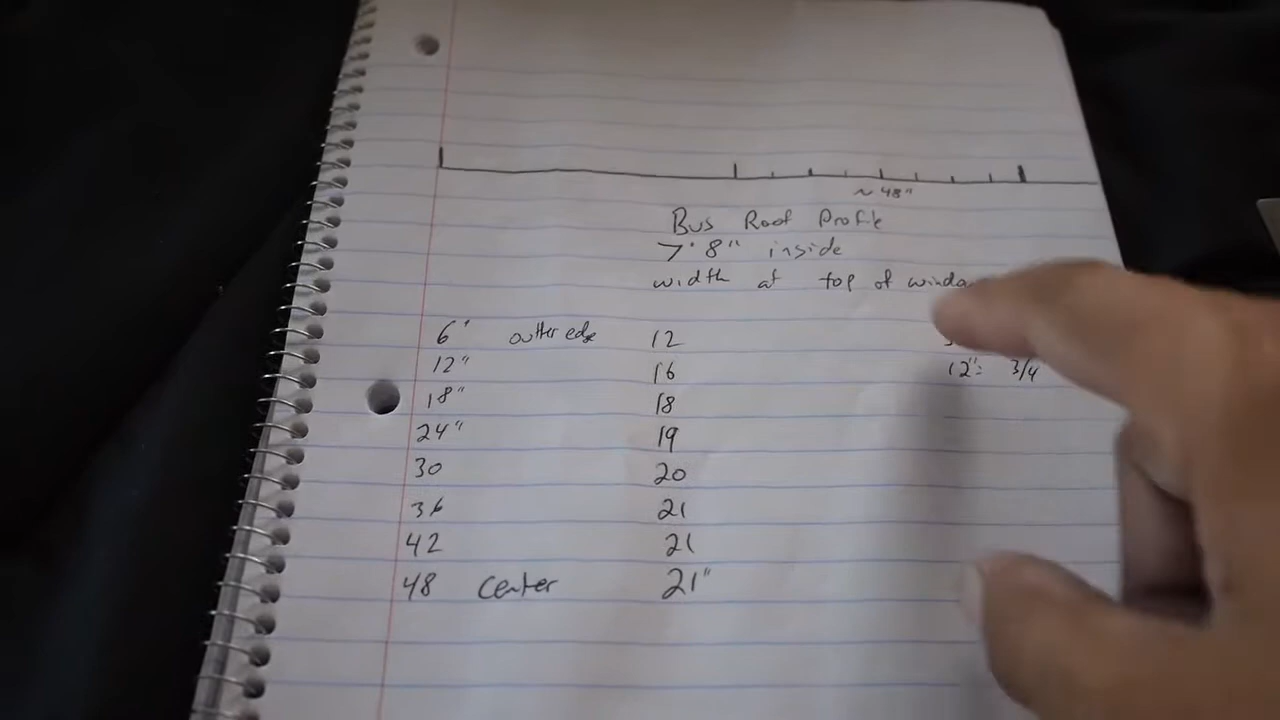 ~ 48"
Bus Roof Profile
7' 8" inside
width at top of
6" outter edge 12
12" 16 12": 3/4
18" 18
24" 19
30 20
36 21
42 21
48 center 21"